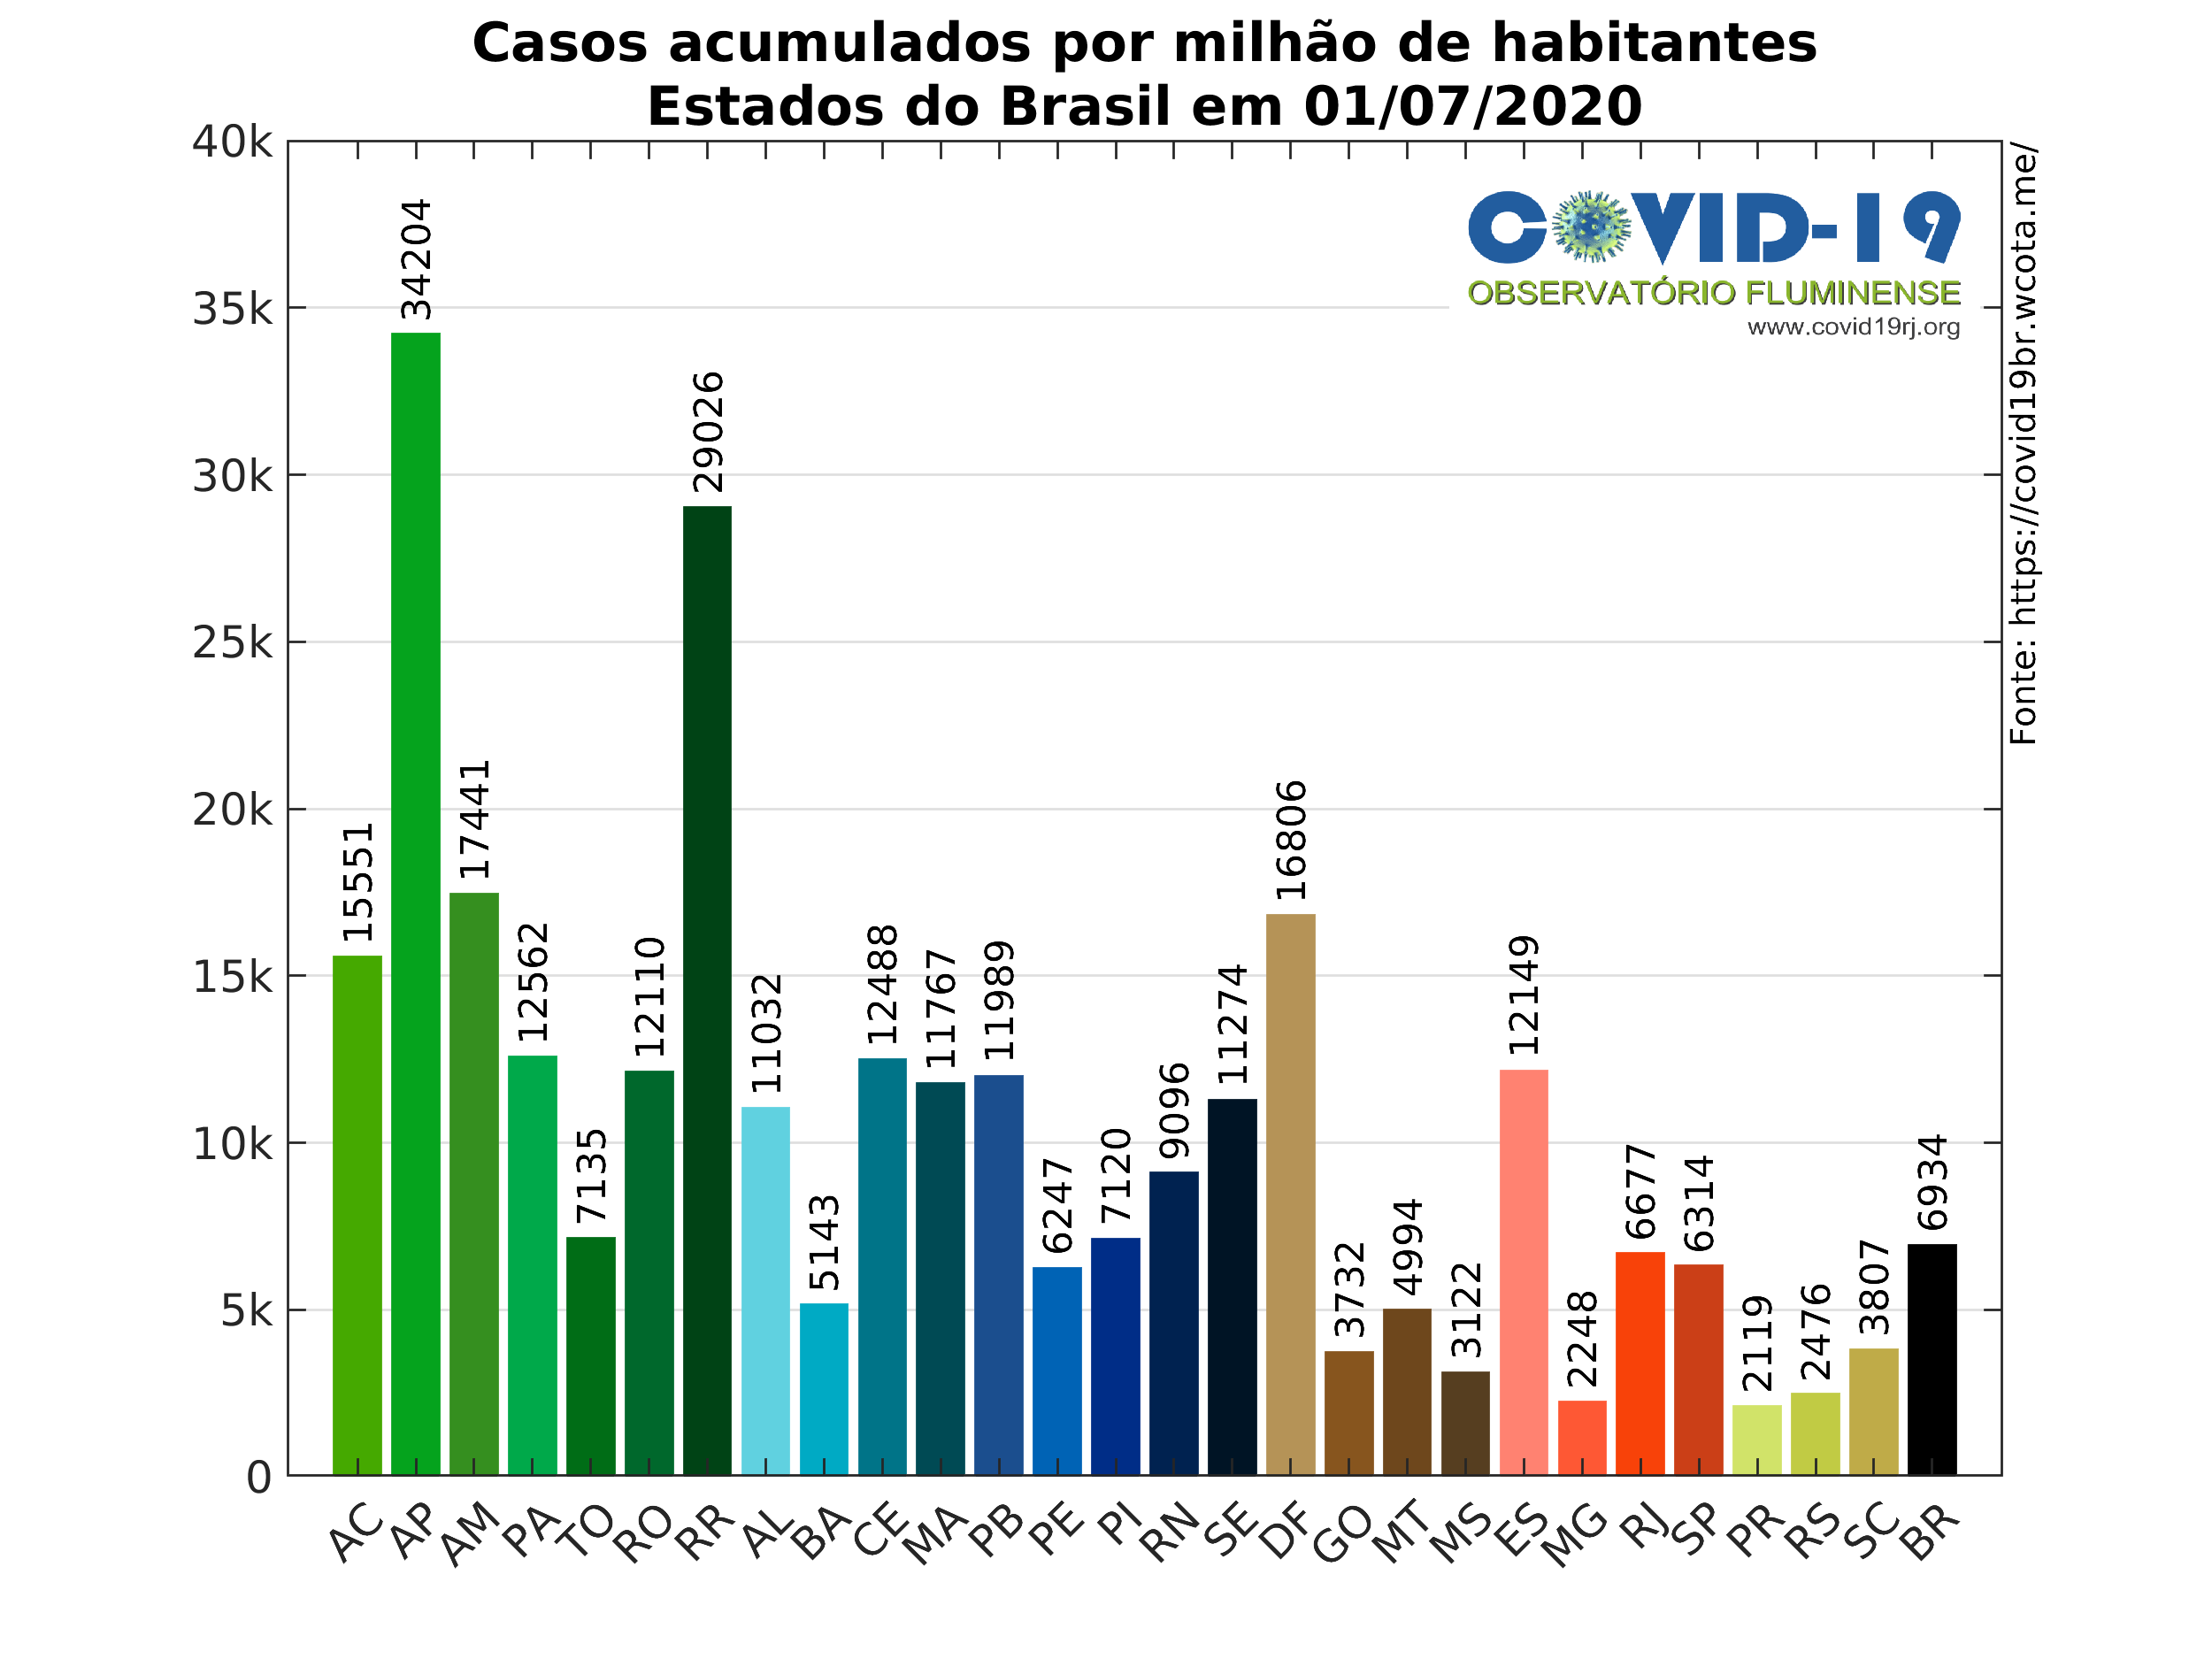 Casos acumulados por milhão de habitantes
Estados do Brasil em 01/07/2020
40k
35k
30k
25k
20k
15k
10k
5k
0
COVID-19
OBSERVATÓRIO FLUMINENSE
www.covid19rj.org
Fonte: https://covid19br.wcota.me/
15551
34204
17441
12562
7135
12110
29026
11032
5143
12488
11767
11989
6247
7120
9096
11274
16806
3732
4994
3122
12149
2248
6677
6314
2119
2476
3807
6934
AC
AP
AM
PA
TO
RO
RR
AL
BA
CE
MA
PB
PE
PI
RN
SE
DF
GO
MT
MS
ES
MG
RJ
SP
PR
RS
SC
BR